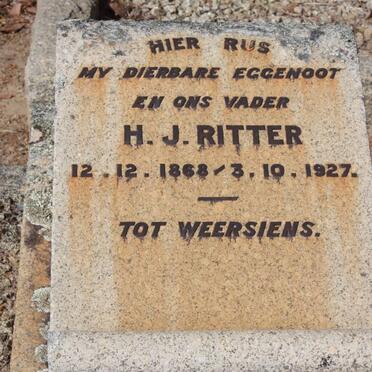 HIER RUS
MY DIERBARE EGGENOOT
EN ONS VADER
H. J. RITTER
12 . 12 . 1868 / 3 . 10 . 1927.
TOT WEERSIENS.